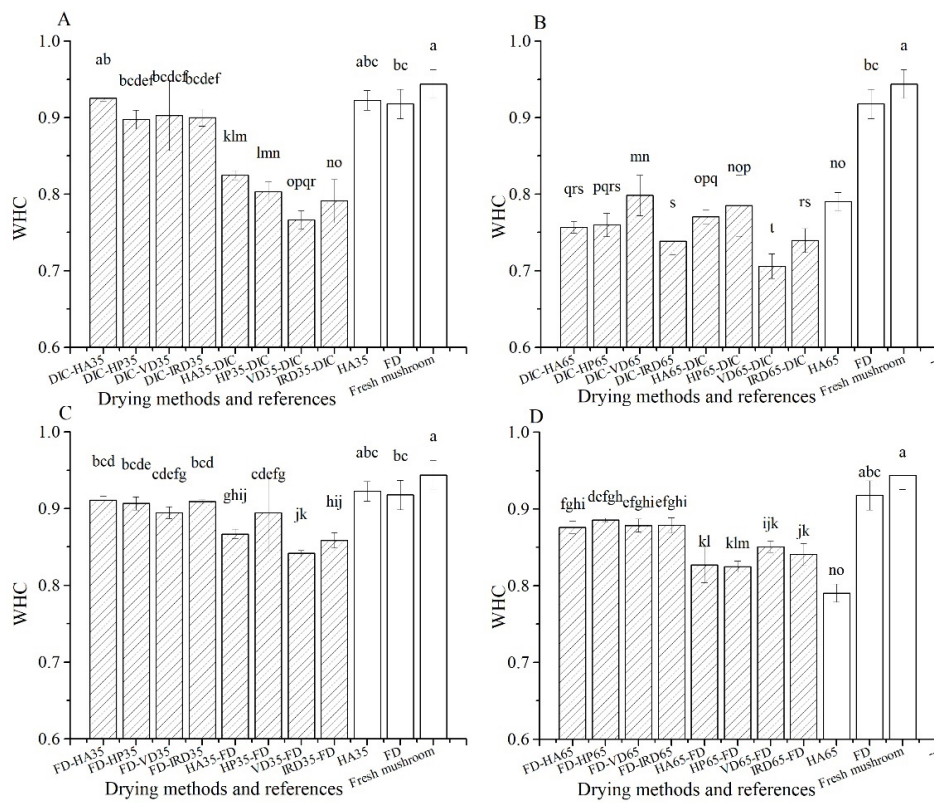 A
1.0
0.9
0.8
0.7
0.6
WHC
ab
bcdef
bcdcf
bcdef
klm
lmn
opqr
no
abc
bc
a
DIC-HA35
DIC-HP35
DIC-VD35
DIC-IRD35
HA35-DIC
HP35-DIC
VD35-DIC
IRD35-DIC
HA35
FD
Fresh mushroom
Drying methods and references
B
1.0
0.9
0.8
0.7
0.6
WHC
qrs
pqrs
mn
s
opq
nop
t
rs
no
bc
a
DIC-HA65
DIC-HP65
DIC-VD65
DIC-IRD65
HA65-DIC
HP65-DIC
VD65-DIC
IRD65-DIC
HA65
FD
Fresh mushroom
Drying methods and references
C
1.0
0.9
0.8
0.7
0.6
WHC
bcd
bcde
cdefg
bcd
ghij
cdefg
jk
hij
abc
bc
a
FD-HA35
FD-HP35
FD-VD35
FD-IRD35
HA35-FD
HP35-FD
VD35-FD
IRD35-FD
HA35
FD
Fresh mushroom
Drying methods and references
D
1.0
0.9
0.8
0.7
0.6
WHC
fghi
dcfgh
efghi
efghi
kl
klm
ijk
jk
no
abc
a
FD-HA65
FD-HP65
FD-VD65
FD-IRD65
HA65-FD
HP65-FD
VD65-FD
IRD65-FD
HA65
FD
Fresh mushroom
Drying methods and references